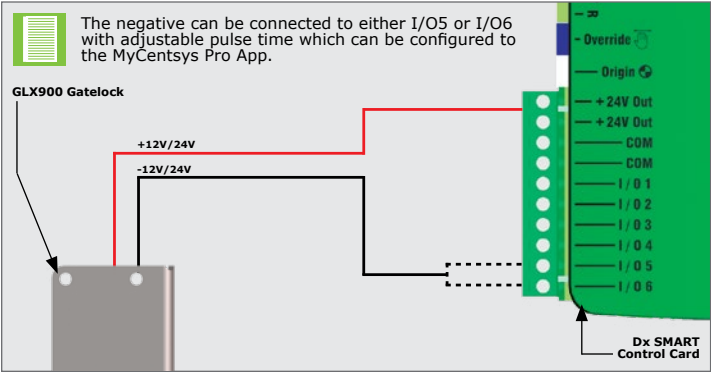 The negative can be connected to either I/O5 or I/O6
with adjustable pulse time which can be configured to
the MyCentsys Pro App.
GLX900 Gatelock
+12V/24V
-12V/24V
Override
Origin
+24V Out
+24V Out
COM
COM
I/O 1
I/O 2
I/O 3
I/O 4
I/O 5
I/O 6
Dx SMART
Control Card